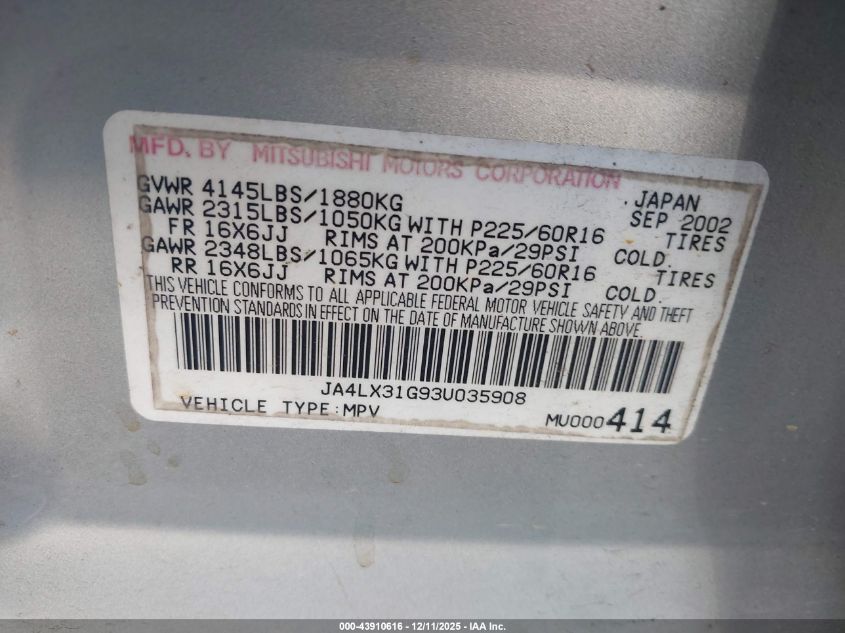 MFD. BY MITSUBISHI MOTORS CORPORATION
GVWR 4145LBS/1880KG JAPAN SEP 2002
GAWR 2315LBS/1050KG WITH P225/60R16 TIRES
FR 16X6JJ RIMS AT 200KPa/29PSI COLD.
GAWR 2348LBS/1065KG WITH P225/60R16 TIRES
RR 16X6JJ RIMS AT 200KPa/29PSI COLD.
THIS VEHICLE CONFORMS TO ALL APPLICABLE FEDERAL MOTOR VEHICLE SAFETY AND THEFT
PREVENTION STANDARDS IN EFFECT ON THE DATE OF MANUFACTURE SHOWN ABOVE.
JA4LX31G93U035908
VEHICLE TYPE:MPV MU000414
000-43910616 - 12/11/2025 - IAA Inc.